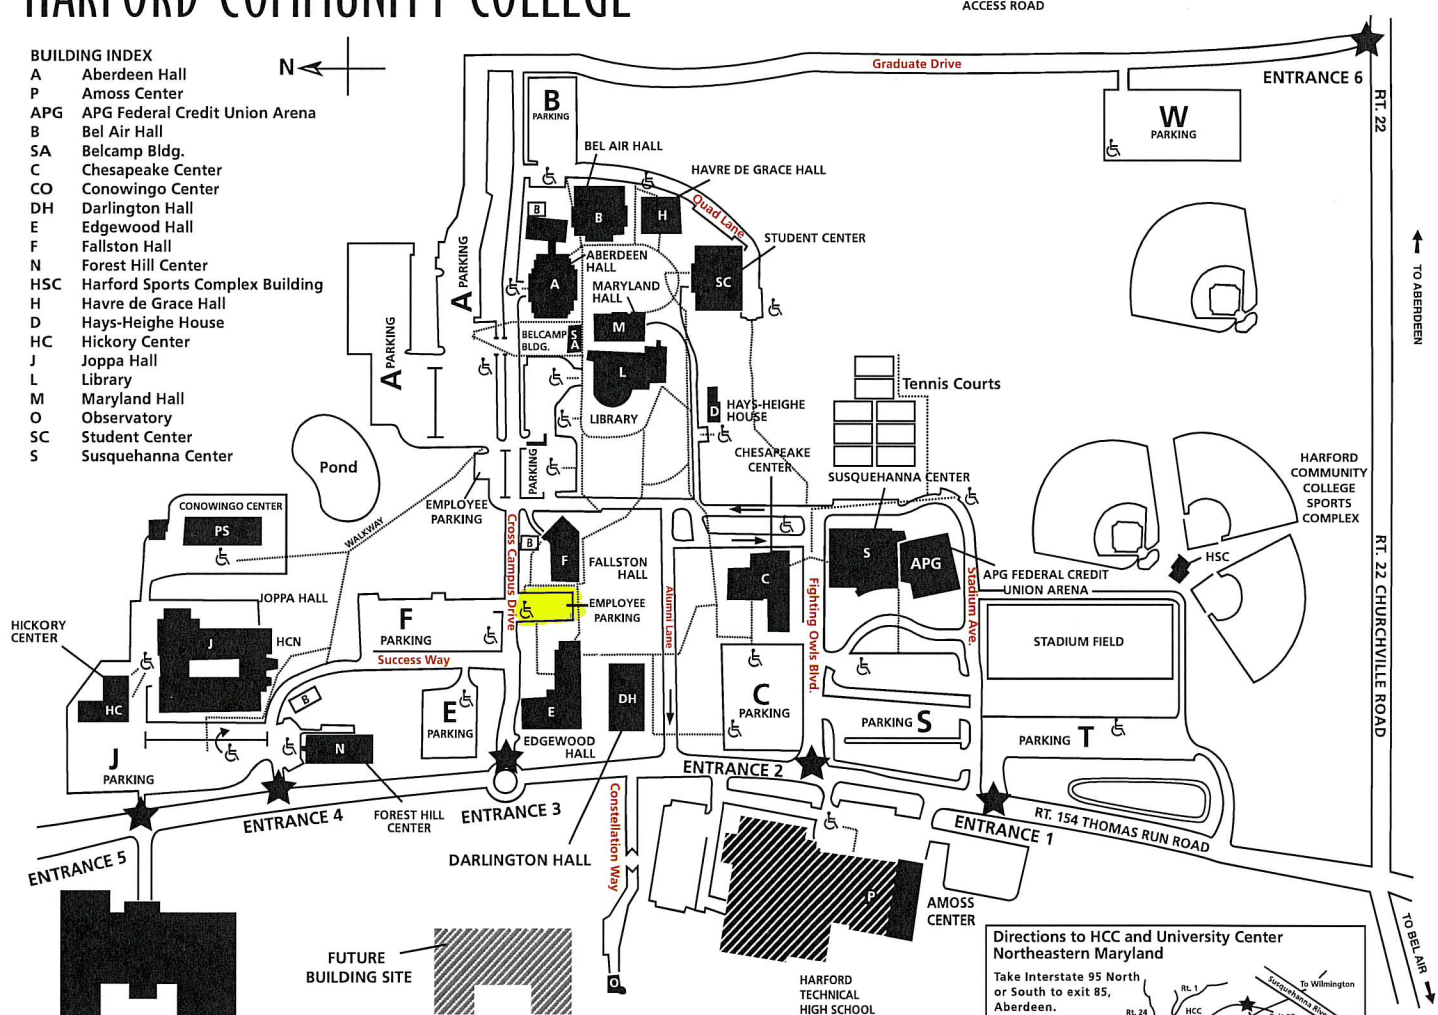 HARFORD COMMUNITY COLLEGE
ACCESS ROAD
BUILDING INDEX
A Aberdeen Hall
P Amoss Center
APG APG Federal Credit Union Arena
B Bel Air Hall
SA Belcamp Bldg.
C Chesapeake Center
CO Conowingo Center
DH Darlington Hall
E Edgewood Hall
F Fallston Hall
N Forest Hill Center
HSC Harford Sports Complex Building
H Havre de Grace Hall
D Hays-Heighe House
HC Hickory Center
J Joppa Hall
L Library
M Maryland Hall
O Observatory
SC Student Center
S Susquehanna Center
N
Graduate Drive
ENTRANCE 6
RT. 22
W
PARKING
B
PARKING
BEL AIR HALL
HAVRE DE GRACE HALL
Quad Lane
B
H
B
STUDENT CENTER
SC
ABERDEEN
HALL
A
MARYLAND
HALL
M
BELCAMP
BLDG.
SA
L
LIBRARY
A PARKING
A PARKING
TO ABERDEEN
Tennis Courts
D
HAYS-HEIGHE
HOUSE
CHESAPEAKE
CENTER
SUSQUEHANNA CENTER
HARFORD
COMMUNITY
COLLEGE
SPORTS
COMPLEX
HSC
Pond
PARKING L
EMPLOYEE
PARKING
WALKWAY
CONOWINGO CENTER
PS
Cross Campus Drive
B
F
FALLSTON
HALL
EMPLOYEE
PARKING
Alumni Lane
C
S
APG
APG FEDERAL CREDIT
UNION ARENA
Fighting Owls Blvd.
Stadium Ave.
STADIUM FIELD
RT. 22 CHURCHVILLE ROAD
JOPPA HALL
HICKORY
CENTER
J
HCN
F
PARKING
Success Way
HC
B
N
E
PARKING
E
DH
EDGEWOOD
HALL
C
PARKING
PARKING S
PARKING T
J
PARKING
ENTRANCE 2
ENTRANCE 4
FOREST HILL
CENTER
ENTRANCE 3
ENTRANCE 1
RT. 154 THOMAS RUN ROAD
ENTRANCE 5
DARLINGTON HALL
Constellation Way
P
AMOSS
CENTER
TO BEL AIR
FUTURE
BUILDING SITE
O
HARFORD
TECHNICAL
HIGH SCHOOL
Directions to HCC and University Center
Northeastern Maryland
Take Interstate 95 North
or South to exit 85,
Aberdeen.
Rt. 1
Rt. 24
HCC
To Wilmington
Susquehanna River